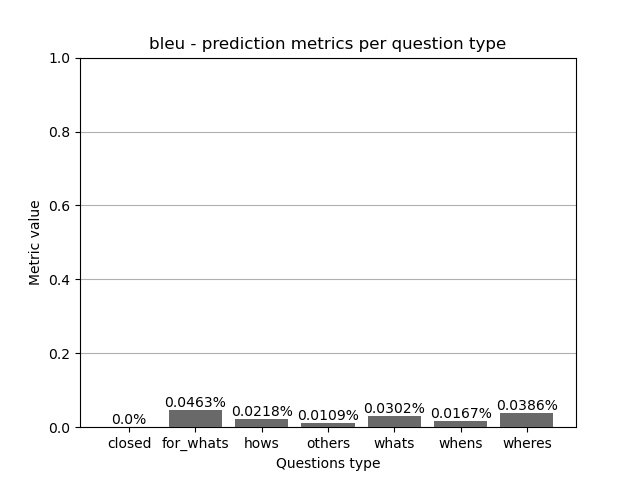 bleu - prediction metrics per question type
1.0
0.8
0.6
0.4
0.2
0.0
Metric value
0.0%
0.0463%
0.0218%
0.0109%
0.0302%
0.0167%
0.0386%
closed
for_whats
hows
others
whats
whens
wheres
Questions type